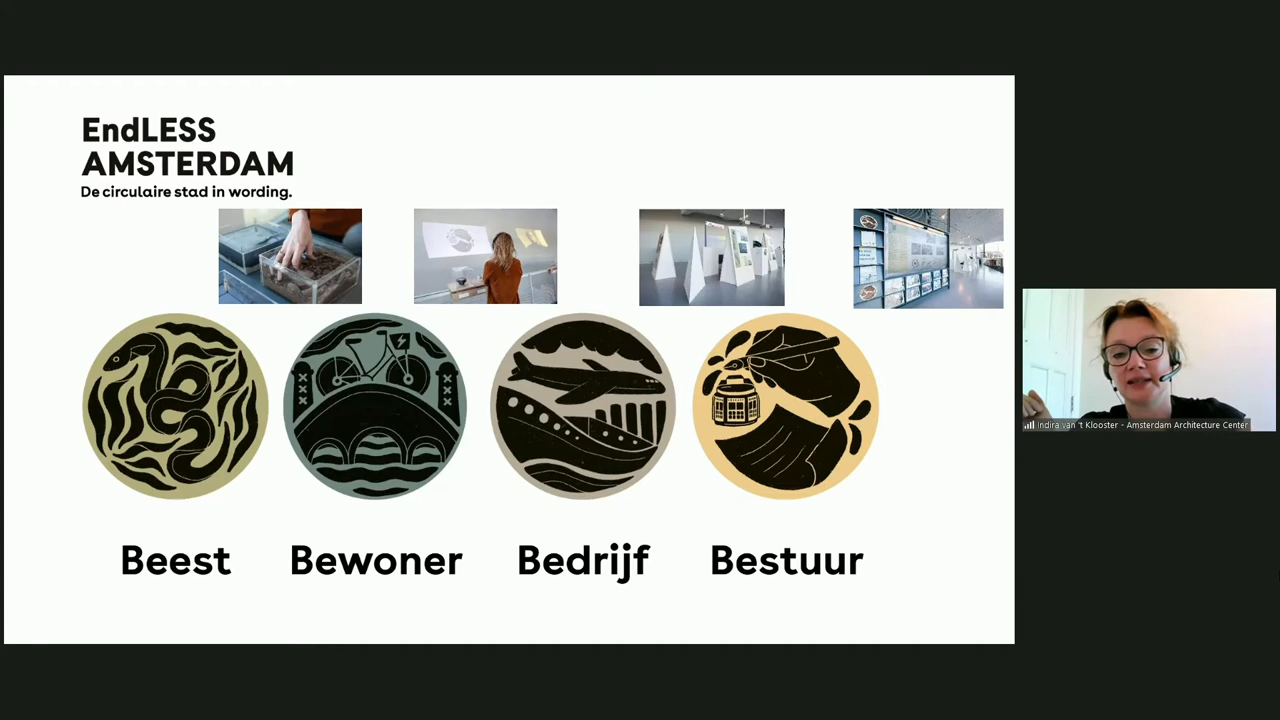 EndLESS
AMSTERDAM
De circulaire stad in wording.
Beest
Bewoner
Bedrijf
Bestuur
Indira van 't Klooster - Amsterdam Architecture Center